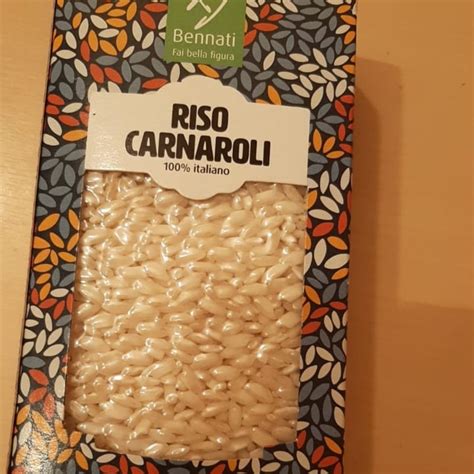 Bennati
Fai bella figura
RISO
CARNAROLI
100% italiano